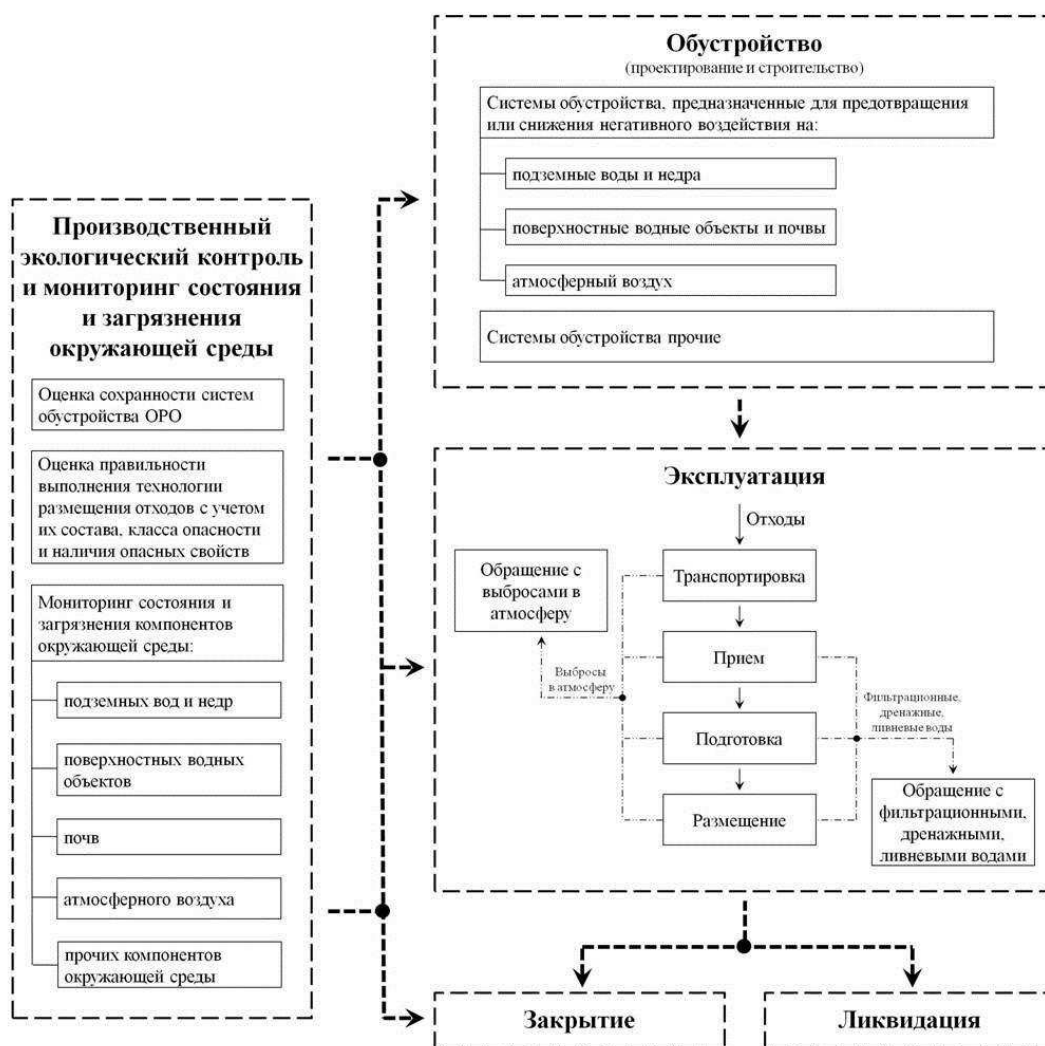 Производственный
экологический контроль
и мониторинг состояния
и загрязнения
окружающей среды
Оценка сохранности систем
обустройства ОРО
Оценка правильности
выполнения технологии
размещения отходов с учетом
их состава, класса опасности
и наличия опасных свойств
Мониторинг состояния и
загрязнения компонентов
окружающей среды:
подземных вод и недр
поверхностных водных
объектов
почв
атмосферного воздуха
прочих компонентов
окружающей среды
Обустройство
(проектирование и строительство)
Системы обустройства, предназначенные для предотвращения
или снижения негативного воздействия на:
подземные воды и недра
поверхностные водные объекты и почвы
атмосферный воздух
Системы обустройства прочие
Эксплуатация
Отходы
Транспортировка
Обращение с
выбросами в
атмосферу
Прием
Выбросы
в атмосферу
Подготовка
Фильтрационные,
дренажные,
ливневые воды
Размещение
Обращение с
фильтрационными,
дренажными,
ливневыми водами
Закрытие
Ликвидация